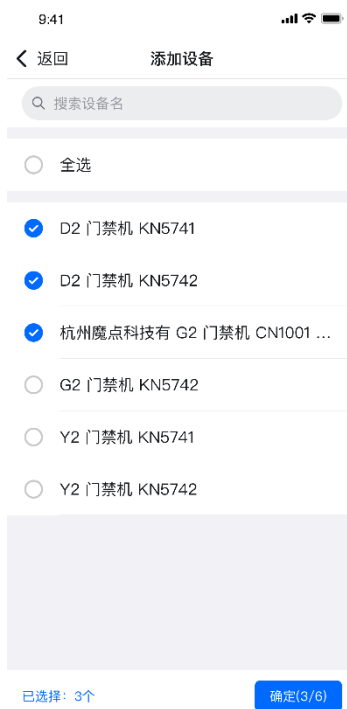 9:41
返回
添加设备
搜索设备名
全选
D2 门禁机 KN5741
D2 门禁机 KN5742
杭州魔点科技有 G2 门禁机 CN1001 ...
G2 门禁机 KN5742
Y2 门禁机 KN5741
Y2 门禁机 KN5742
已选择：3个
确定(3/6)